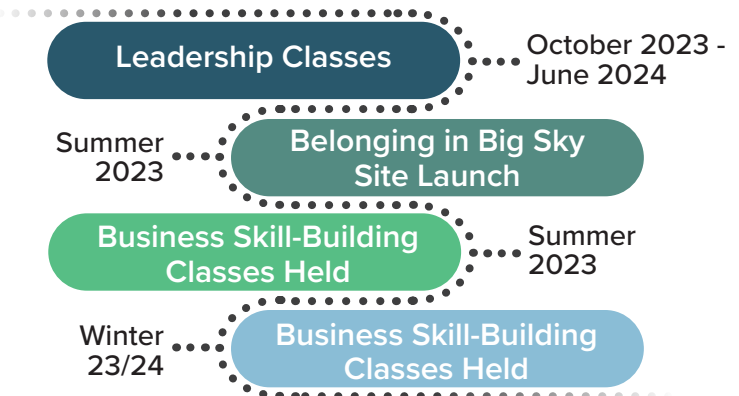 Leadership Classes
October 2023 -
June 2024
Summer
2023
Belonging in Big Sky
Site Launch
Business Skill-Building
Classes Held
Summer
2023
Winter
23/24
Business Skill-Building
Classes Held